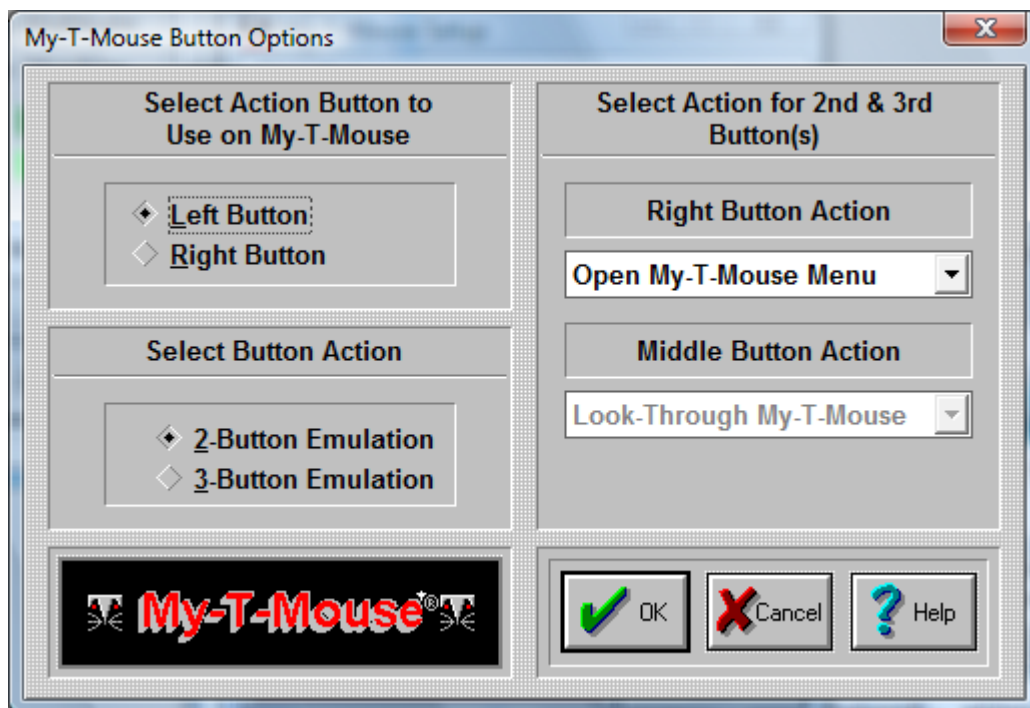 My-T-Mouse Button Options
Select Action Button to
Use on My-T-Mouse
Left Button
Right Button
Select Button Action
2-Button Emulation
3-Button Emulation
My-T-Mouse®
Select Action for 2nd & 3rd
Button(s)
Right Button Action
Open My-T-Mouse Menu
Middle Button Action
Look-Through My-T-Mouse
OK
Cancel
Help